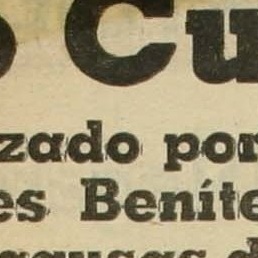 o Cu
zado por
es Beníte